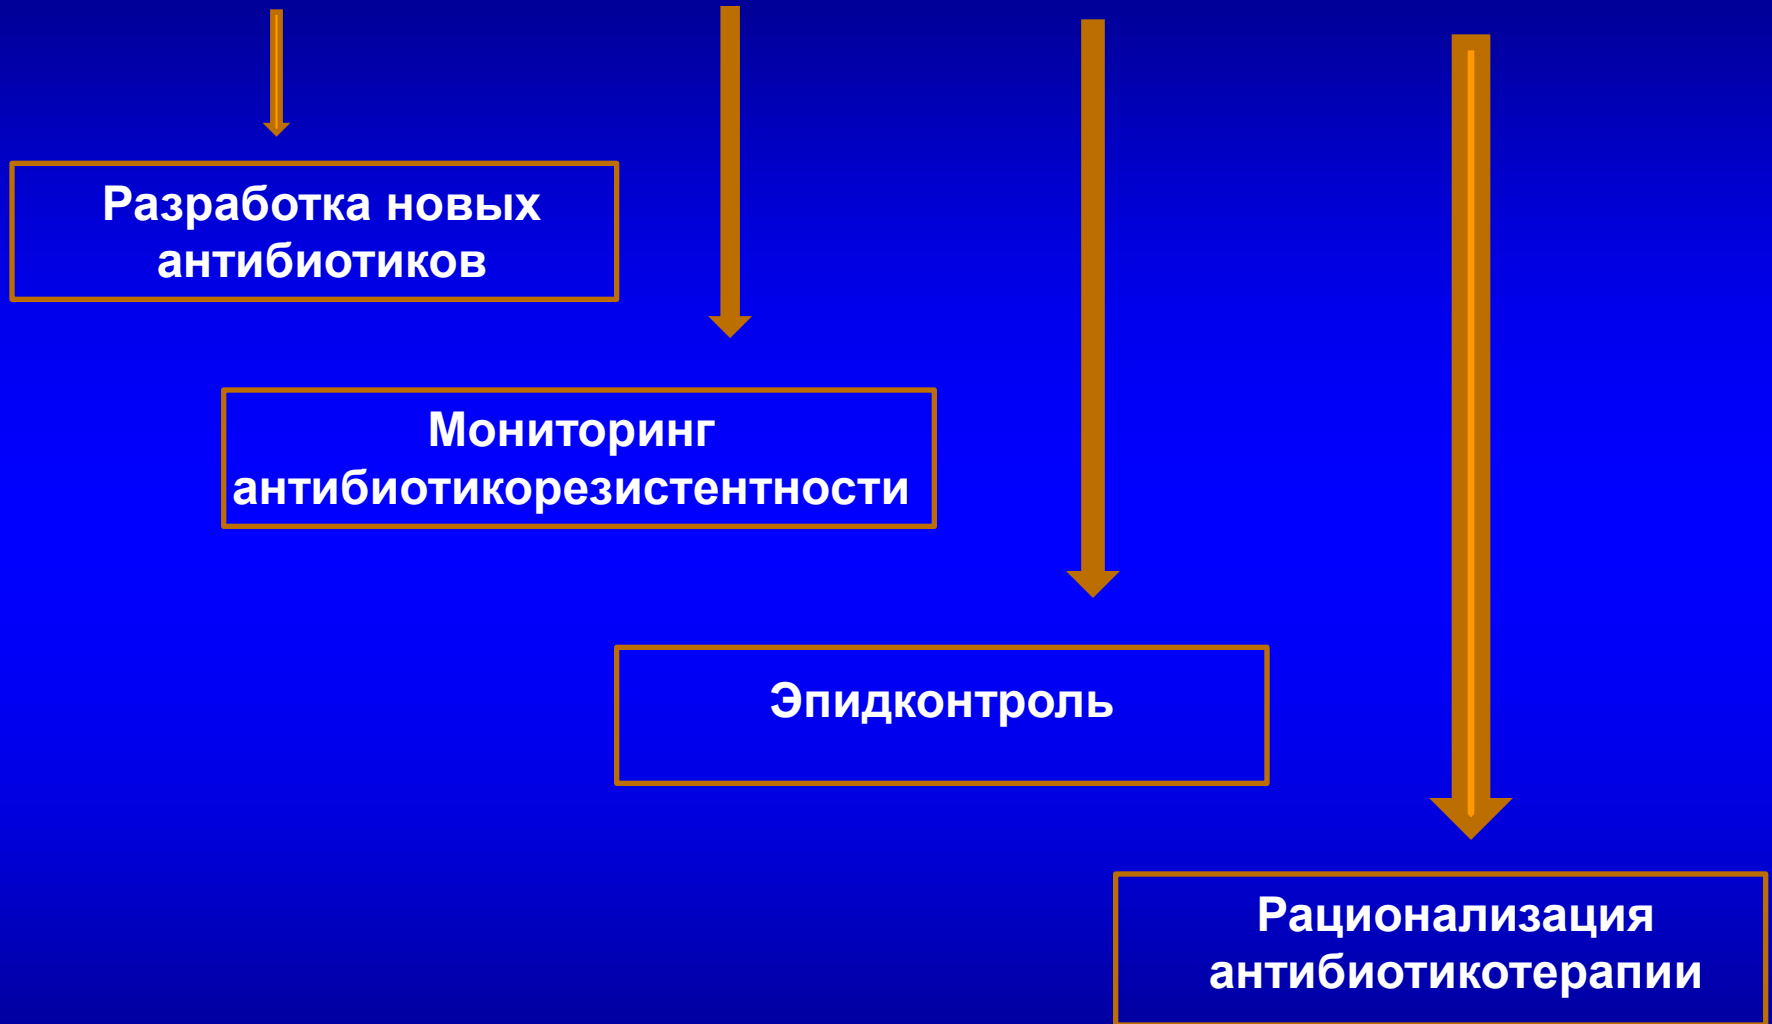 Разработка новых
антибиотиков
Мониторинг
антибиотикорезистентности
Эпидконтроль
Рационализация
антибиотикотерапии